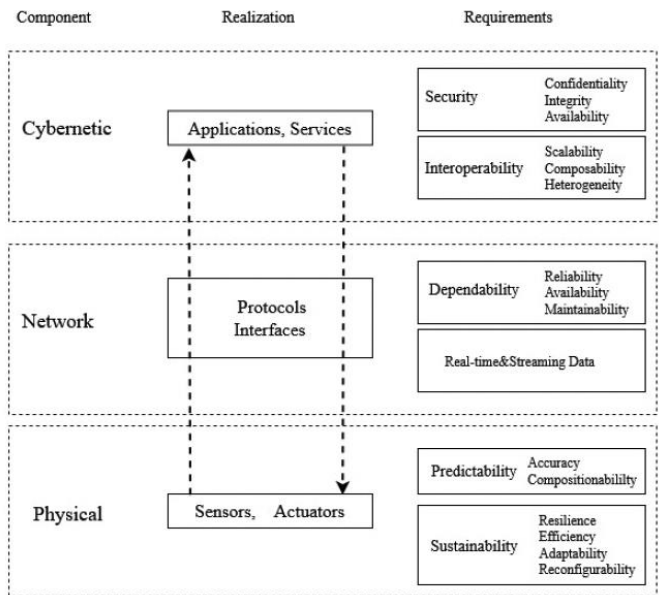 Component Realization Requirements
Cybernetic
Applications, Services
Security
Confidentiality
Integrity
Availability
Interoperability
Scalability
Composability
Heterogeneity
Network
Protocols
Interfaces
Dependability
Reliability
Availability
Maintainability
Real-time&Streaming Data
Physical
Sensors, Actuators
Predictability
Accuracy
Compositionabililty
Sustainability
Resilience
Efficiency
Adaptability
Reconfigurability